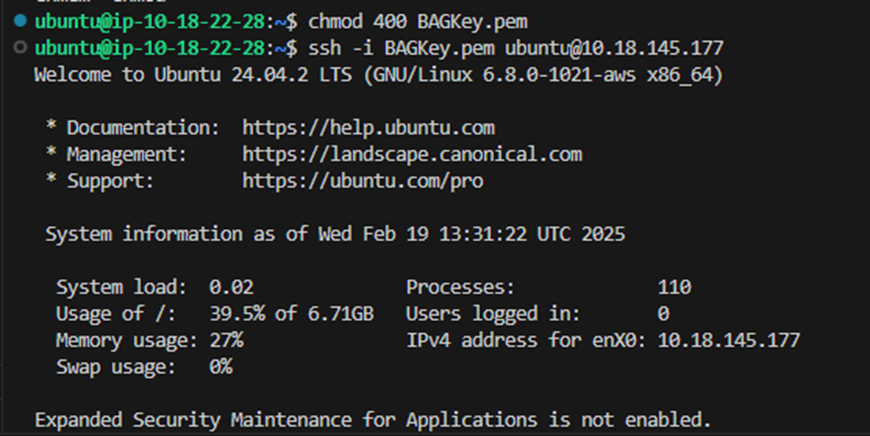 ubuntu@ip-10-18-22-28:~$ chmod 400 BAGKey.pem
ubuntu@ip-10-18-22-28:~$ ssh -i BAGKey.pem ubuntu@10.18.145.177
Welcome to Ubuntu 24.04.2 LTS (GNU/Linux 6.8.0-1021-aws x86_64)
* Documentation: https://help.ubuntu.com
* Management: https://landscape.canonical.com
* Support: https://ubuntu.com/pro
System information as of Wed Feb 19 13:31:22 UTC 2025
System load: 0.02 Processes: 110
Usage of /: 39.5% of 6.71GB Users logged in: 0
Memory usage: 27% IPv4 address for enX0: 10.18.145.177
Swap usage: 0%
Expanded Security Maintenance for Applications is not enabled.